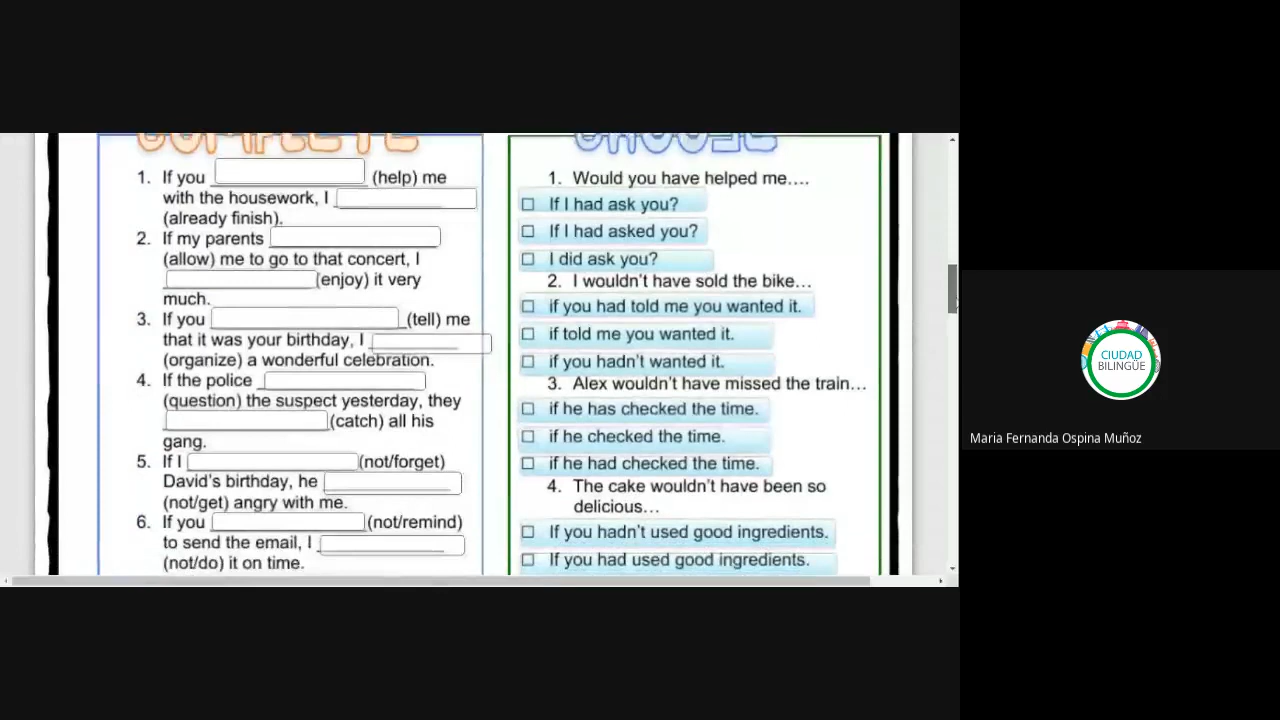 COMPLETE
1. If you (help) me
with the housework, I
(already finish).
2. If my parents
(allow) me to go to that concert, I
(enjoy) it very
much.
3. If you (tell) me
that it was your birthday, I
(organize) a wonderful celebration.
4. If the police
(question) the suspect yesterday, they
(catch) all his
gang.
5. If I (not/forget)
David's birthday, he
(not/get) angry with me.
6. If you (not/remind)
to send the email, I
(not/do) it on time.
CHOOSE
1. Would you have helped me….
If I had ask you?
If I had asked you?
I did ask you?
2. I wouldn't have sold the bike…
if you had told me you wanted it.
if told me you wanted it.
if you hadn't wanted it.
3. Alex wouldn't have missed the train…
if he has checked the time.
if he checked the time.
if he had checked the time.
4. The cake wouldn't have been so
delicious…
If you hadn't used good ingredients.
If you had used good ingredients.
CIUDAD
BILINGÜE
Maria Fernanda Ospina Muñoz